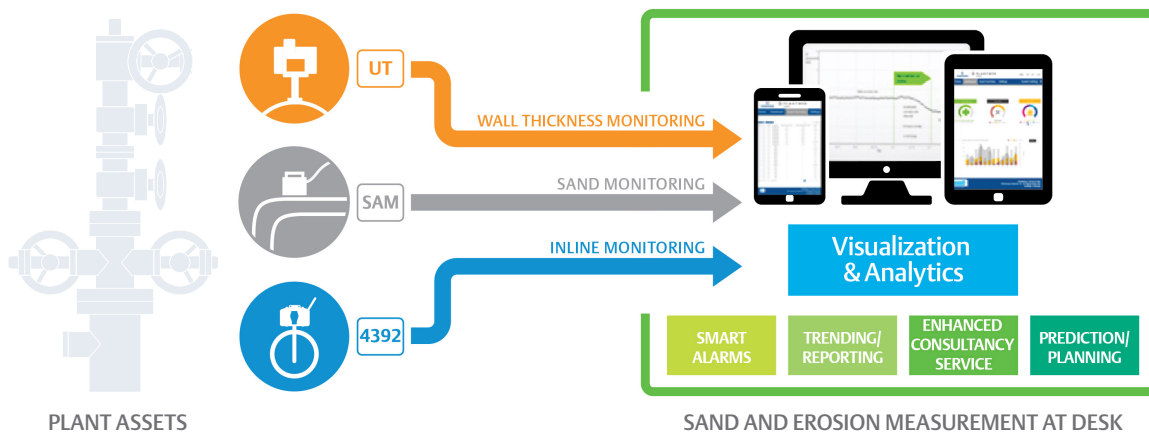 UT
WALL THICKNESS MONITORING
SAM
SAND MONITORING
4392
INLINE MONITORING
Visualization
& Analytics
SMART
ALARMS
TRENDING/
REPORTING
ENHANCED
CONSULTANCY
SERVICE
PREDICTION/
PLANNING
PLANT ASSETS
SAND AND EROSION MEASUREMENT AT DESK